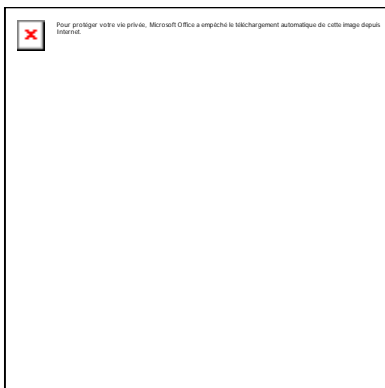 Pour protéger votre vie privée, Microsoft Office a empêché le téléchargement automatique de cette image depuis
Internet.